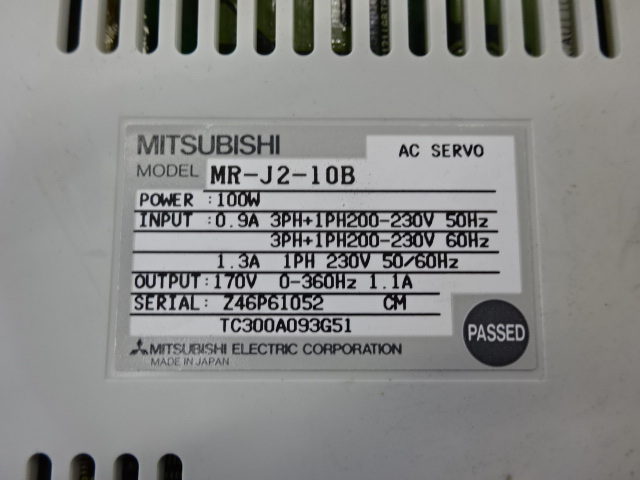 MITSUBISHI
AC SERVO
MODEL MR-J2-10B
POWER :100W
INPUT :0.9A 3PH+1PH200-230V 50Hz
3PH+1PH200-230V 60Hz
1.3A 1PH 230V 50/60Hz
OUTPUT:170V 0-360Hz 1.1A
SERIAL: Z46P61052 CM
TC300A093G51
PASSED
MITSUBISHI ELECTRIC CORPORATION
MADE IN JAPAN